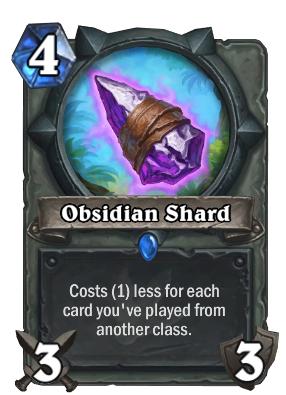 4
Obsidian Shard
Costs (1) less for each
card you've played from
another class.
3
3